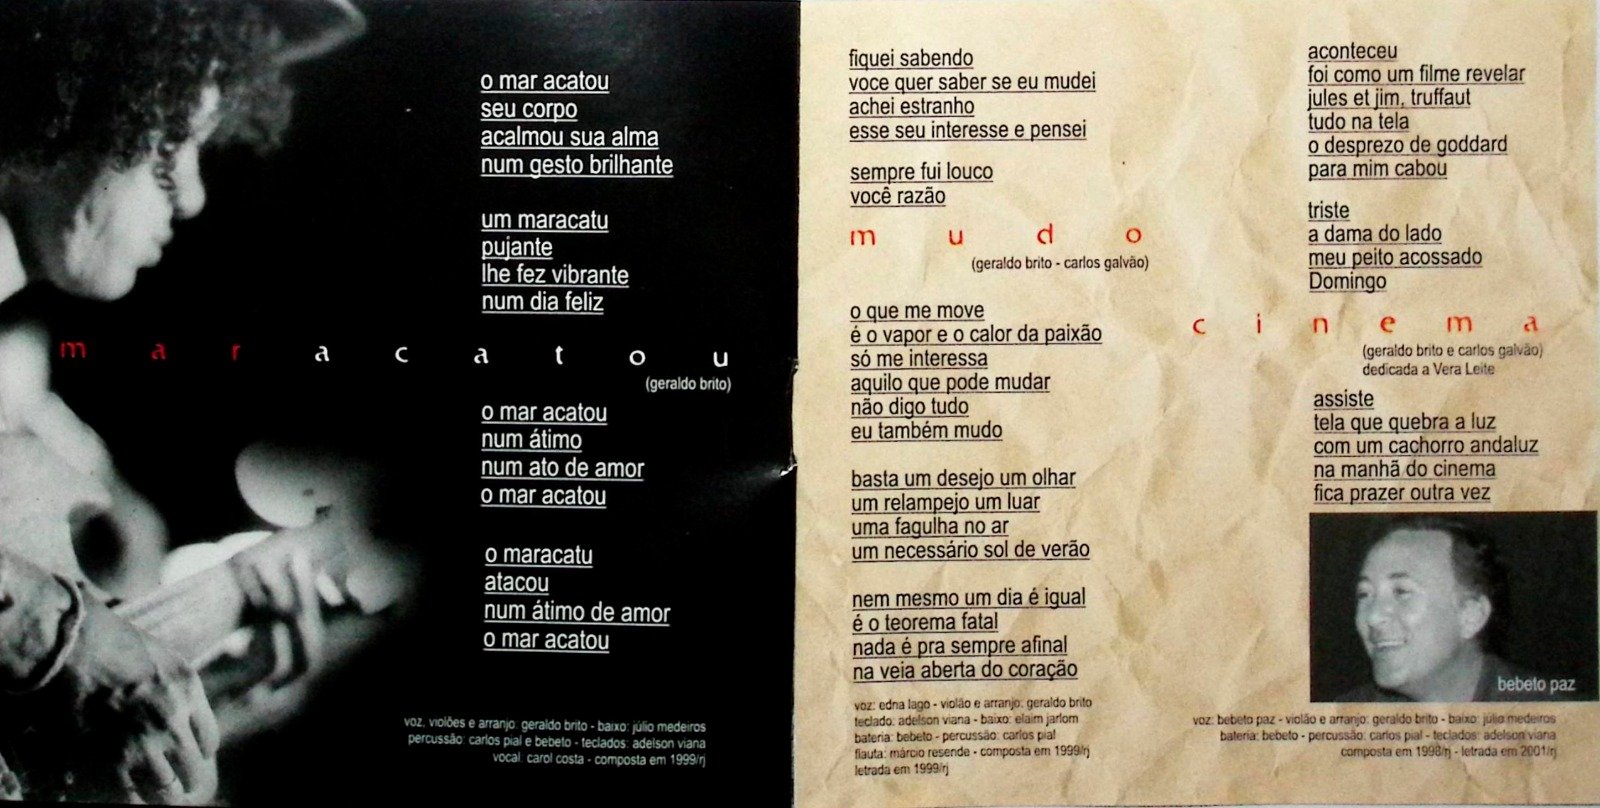 o mar acatou
seu corpo
acalmou sua alma
num gesto brilhante
um maracatu
pujante
lhe fez vibrante
num dia feliz
m a r a c a t o u
(geraldo brito)
o mar acatou
num átimo
num ato de amor
o mar acatou
o maracatu
atacou
num átimo de amor
o mar acatou
voz, violões e arranjo: geraldo brito - baixo: júlio medeiros
percussão: carlos pial e bebeto - teclados: adelson viana
vocal: carol costa - composta em 1999/rj
fiquei sabendo
voce quer saber se eu mudei
achei estranho
esse seu interesse e pensei
sempre fui louco
você razão
m u d o
(geraldo brito - carlos galvão)
o que me move
é o vapor e o calor da paixão
só me interessa
aquilo que pode mudar
não digo tudo
eu também mudo
basta um desejo um olhar
um relampejo um luar
uma fagulha no ar
um necessário sol de verão
nem mesmo um dia é igual
é o teorema fatal
nada é pra sempre afinal
na veia aberta do coração
voz: edna lago - violão e arranjo: geraldo brito
teclado: adelson viana - baixo: elaim jarlom
bateria: bebeto - percussão: carlos pial
flauta: márcio resende - composta em 1999/rj
letrada em 1999/rj
aconteceu
foi como um filme revelar
jules et jim, truffaut
tudo na tela
o desprezo de goddard
para mim cabou
triste
a dama do lado
meu peito acossado
Domingo
c i n e m a
(geraldo brito e carlos galvão)
dedicada a Vera Leite
assiste
tela que quebra a luz
com um cachorro andaluz
na manhã do cinema
fica prazer outra vez
bebeto paz
voz: bebeto paz - violão e arranjo: geraldo brito - baixo: júlio medeiros
bateria: bebeto - percussão: carlos pial - teclados: adelson viana
composta em 1998/rj - letrada em 2001/rj